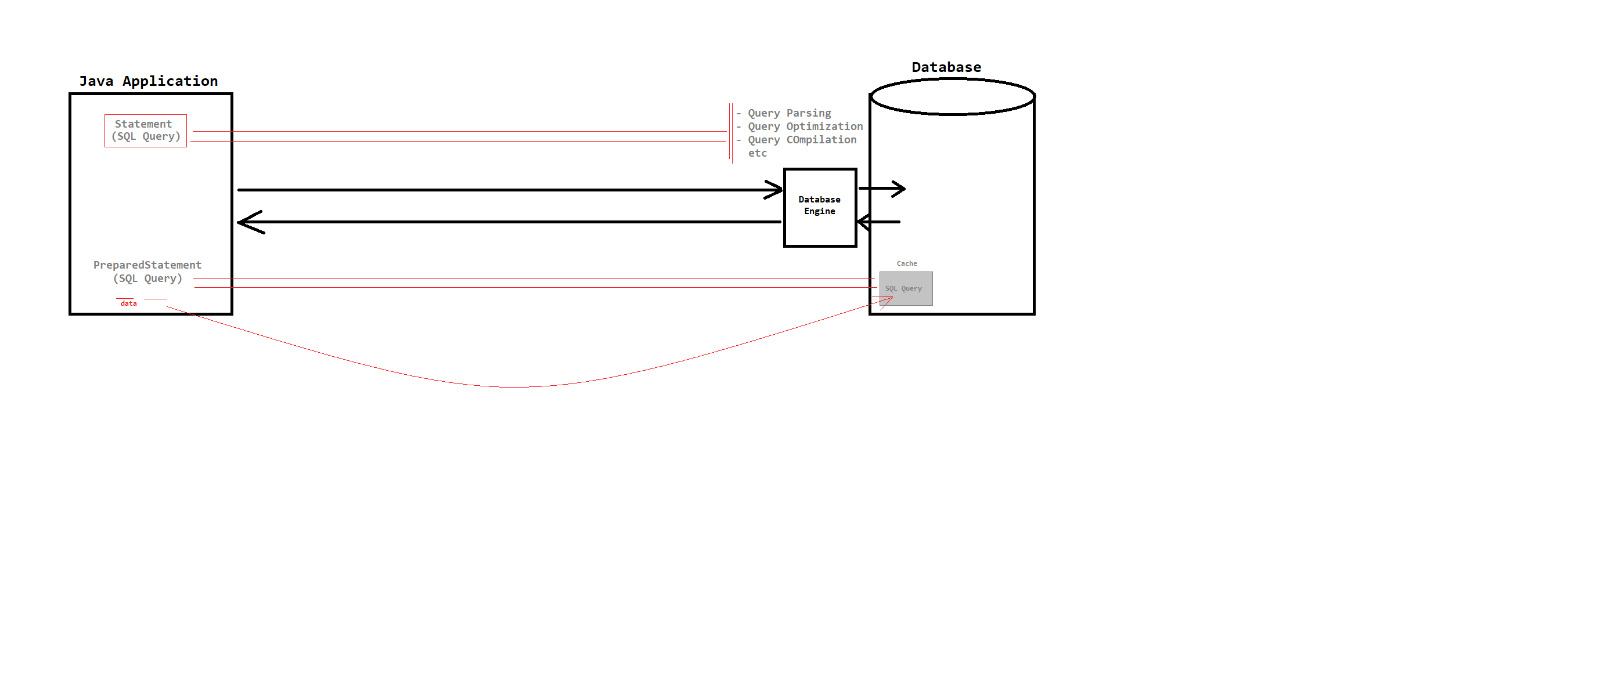 Java Application
Database
Statement
(SQL Query)
- Query Parsing
- Query Optimization
- Query COmpilation
etc
Database
Engine
PreparedStatement
(SQL Query)
data
Cache
SQL Query